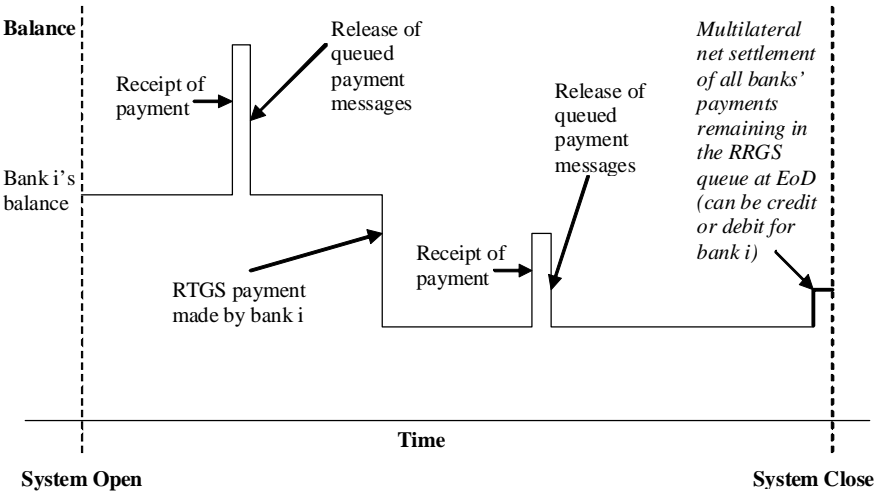 Balance
Release of
queued
payment
messages
Multilateral
net settlement
of all banks'
payments
remaining in
the RRGS
queue at EoD
(can be credit
or debit for
bank i)
Receipt of
payment
Release of
queued
payment
messages
Bank i's
balance
Receipt of
payment
RTGS payment
made by bank i
Time
System Open
System Close